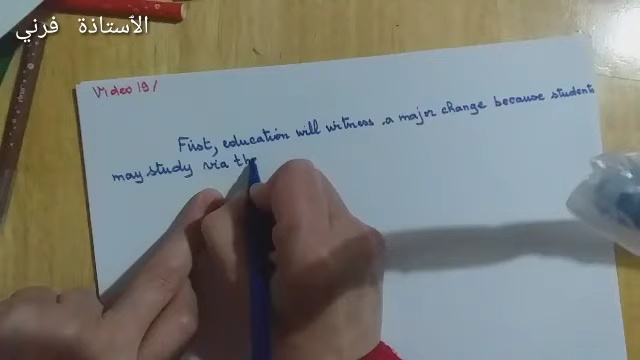 الأستاذة فرني
Video 19/
First, education will witness a major change because students
may study via th